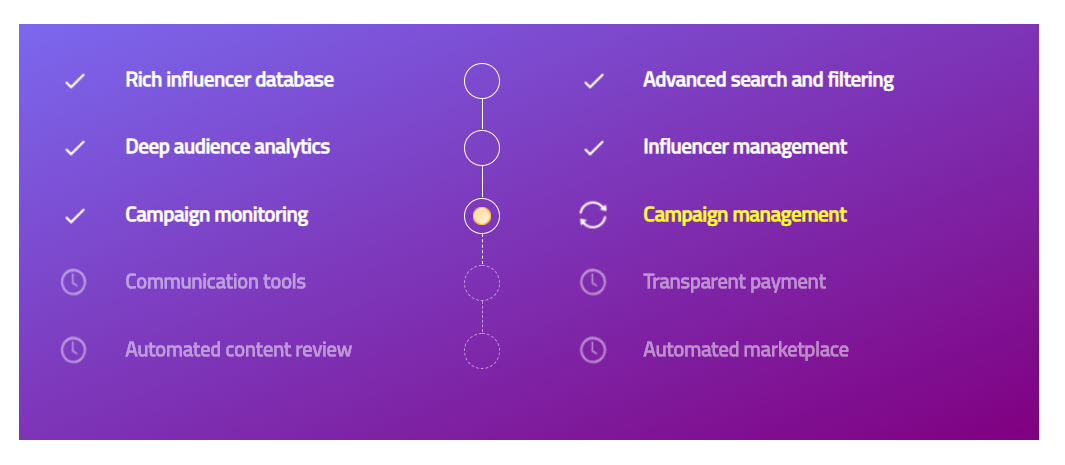 Rich influencer database
Advanced search and filtering
Deep audience analytics
Influencer management
Campaign monitoring
Campaign management
Communication tools
Transparent payment
Automated content review
Automated marketplace